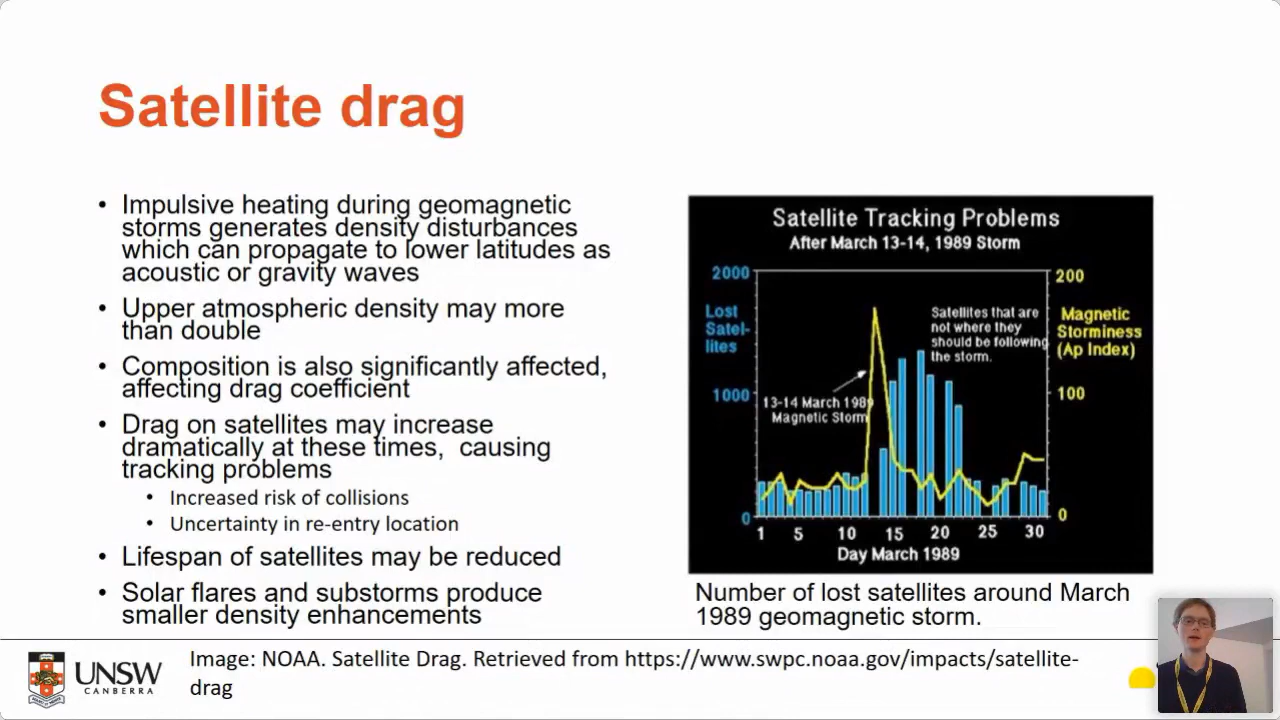 Satellite drag
• Impulsive heating during geomagnetic
storms generates density disturbances
which can propagate to lower latitudes as
acoustic or gravity waves
• Upper atmospheric density may more
than double
• Composition is also significantly affected,
affecting drag coefficient
• Drag on satellites may increase
dramatically at these times,  causing
tracking problems
• Increased risk of collisions
• Uncertainty in re-entry location
• Lifespan of satellites may be reduced
• Solar flares and substorms produce
smaller density enhancements
Satellite Tracking Problems
After March 13-14, 1989 Storm
2000
200
Lost
Satel-
lites
Satellites that are
not where they
should be following
the storm.
Magnetic
Storminess
(Ap Index)
1000
100
13-14 March 1989
Magnetic Storm
0
0
1 5 10 15 20 25 30
Day March 1989
Number of lost satellites around March
1989 geomagnetic storm.
UNSW
CANBERRA
Image: NOAA. Satellite Drag. Retrieved from https://www.swpc.noaa.gov/impacts/satellite-
drag